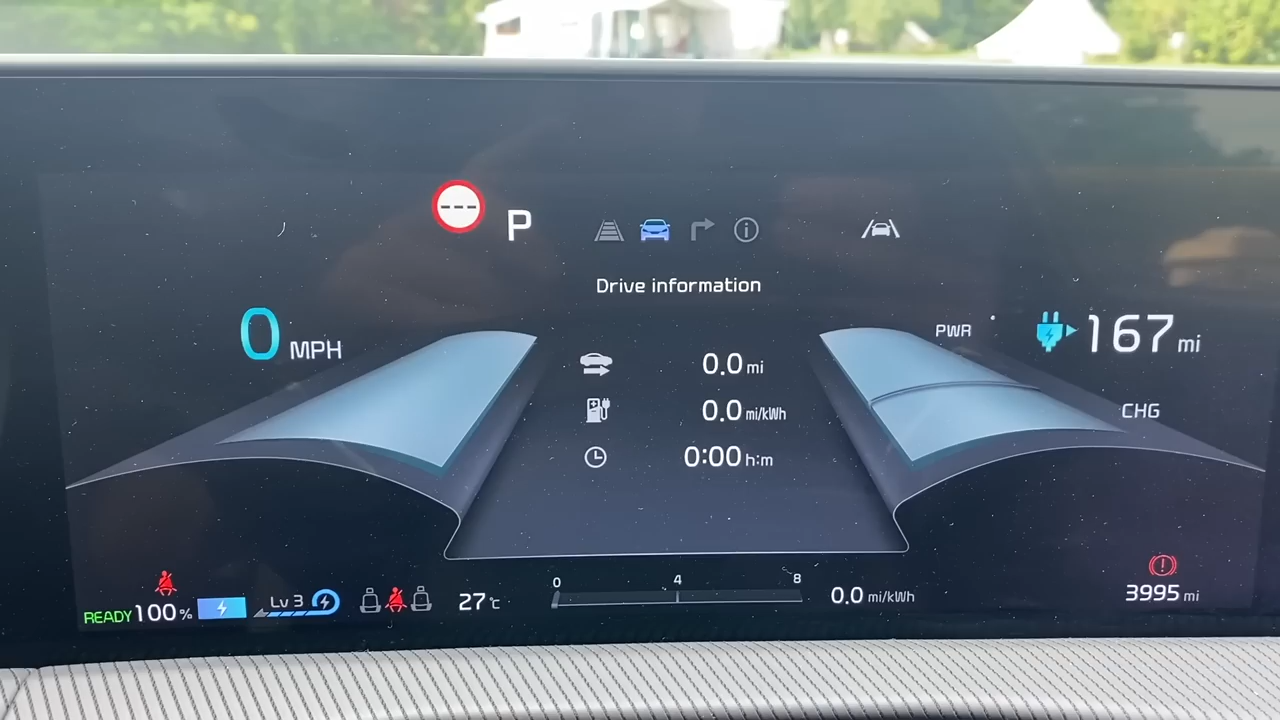 ---
P
Drive information
0 MPH
PWR
167 mi
0.0 mi
0.0 mi/kWh
CHG
0:00 h:m
0 4 8
READY 100 %
Lv 3
27 °C
0.0 mi/kWh
3995 mi